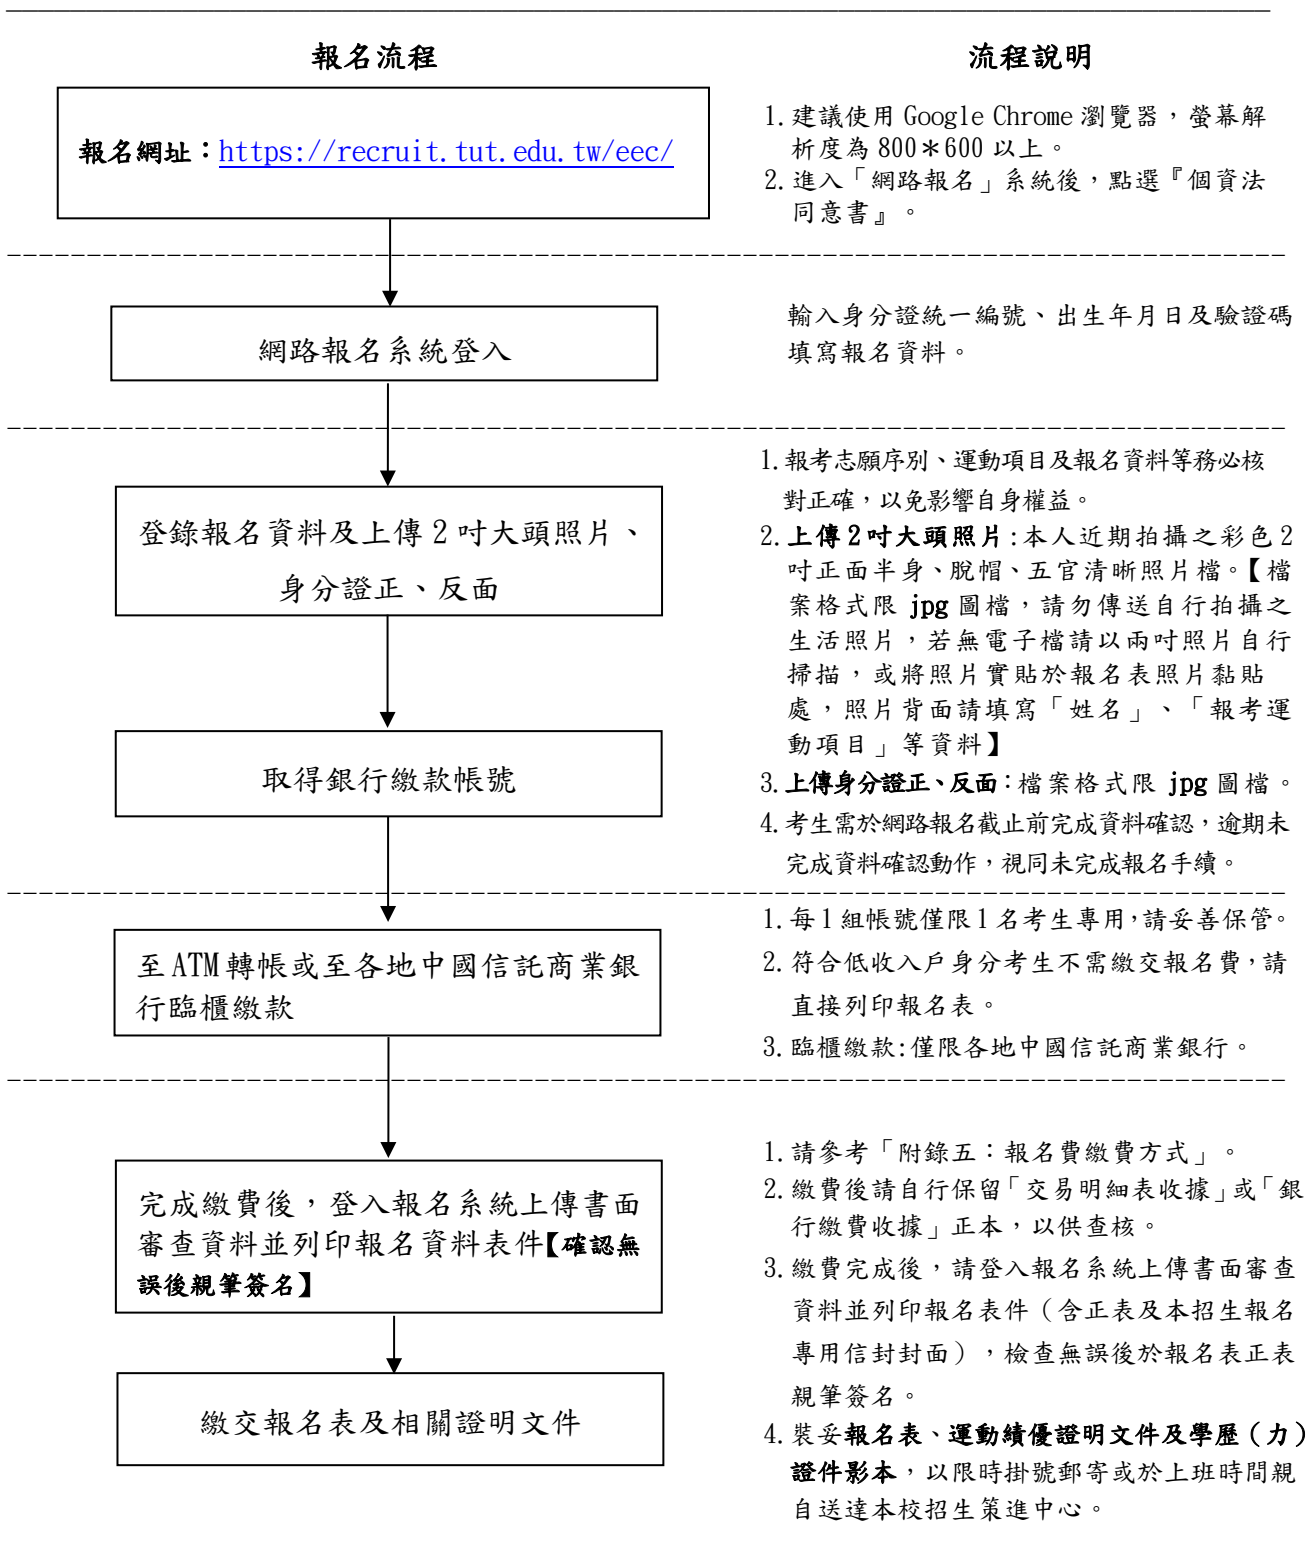 報名流程
流程說明
報名網址：https://recruit.tut.edu.tw/eec/
1.建議使用 Google Chrome 瀏覽器，螢幕解
析度為 800＊600 以上。
2.進入「網路報名」系統後，點選『個資法
同意書』。
網路報名系統登入
輸入身分證統一編號、出生年月日及驗證碼
填寫報名資料。
登錄報名資料及上傳 2 吋大頭照片、
身分證正、反面
取得銀行繳款帳號
1.報考志願序別、運動項目及報名資料等務必核
對正確，以免影響自身權益。
2.上傳 2 吋大頭照片:本人近期拍攝之彩色 2
吋正面半身、脫帽、五官清晰照片檔。【檔
案格式限 jpg 圖檔，請勿傳送自行拍攝之
生活照片，若無電子檔請以兩吋照片自行
掃描，或將照片實貼於報名表照片黏貼
處，照片背面請填寫「姓名」、「報考運
動項目」等資料】
3.上傳身分證正、反面:檔案格式限 jpg 圖檔。
4.考生需於網路報名截止前完成資料確認，逾期未
完成資料確認動作，視同未完成報名手續。
至 ATM 轉帳或至各地中國信託商業銀
行臨櫃繳款
1.每 1 組帳號僅限 1 名考生專用，請妥善保管。
2.符合低收入戶身分考生不需繳交報名費，請
直接列印報名表。
3.臨櫃繳款:僅限各地中國信託商業銀行。
完成繳費後，登入報名系統上傳書面
審查資料並列印報名資料表件【確認無
誤後親筆簽名】
繳交報名表及相關證明文件
1.請參考「附錄五：報名費繳費方式」。
2.繳費後請自行保留「交易明細表收據」或「銀
行繳費收據」正本，以供查核。
3.繳費完成後，請登入報名系統上傳書面審查
資料並列印報名表件（含正表及本招生報名
專用信封封面），檢查無誤後於報名表正表
親筆簽名。
4.裝妥報名表、運動績優證明文件及學歷（力）
證件影本，以限時掛號郵寄或於上班時間親
自送達本校招生策進中心。